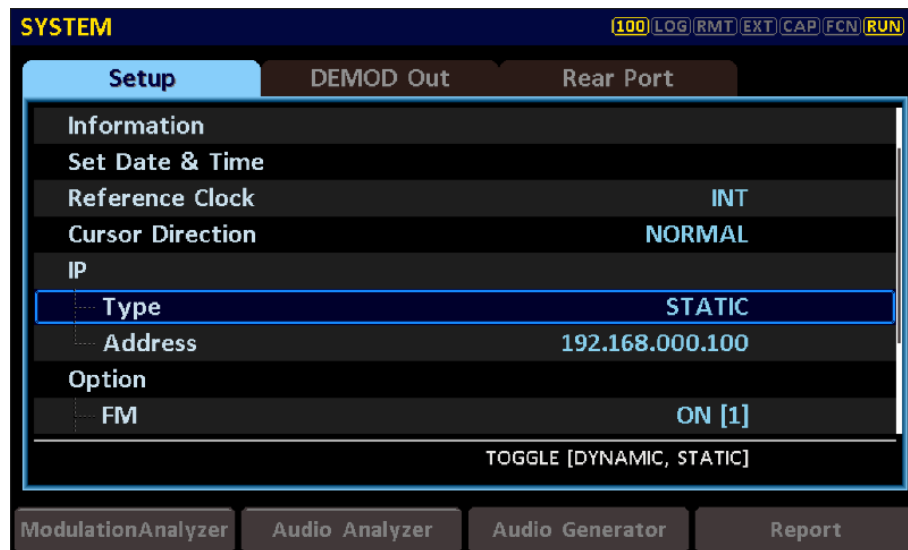 SYSTEM 100 LOG RMT EXT CAP FCN RUN
Setup DEMOD Out Rear Port
Information
Set Date & Time
Reference Clock INT
Cursor Direction NORMAL
IP
Type STATIC
Address 192.168.000.100
Option
FM ON [1]
TOGGLE [DYNAMIC, STATIC]
ModulationAnalyzer Audio Analyzer Audio Generator Report